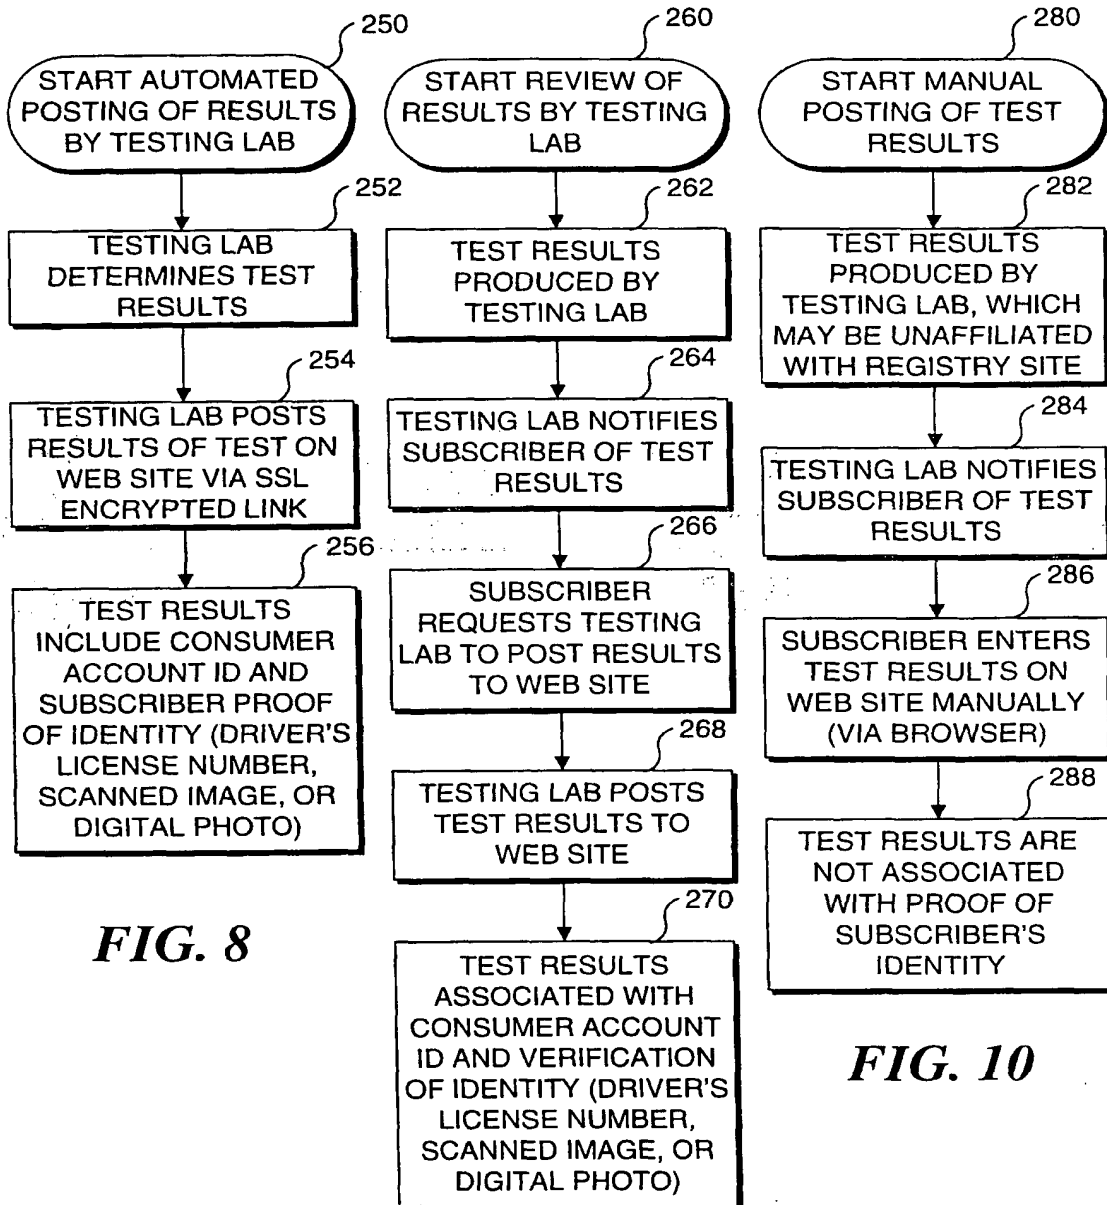 250
START AUTOMATED
POSTING OF RESULTS
BY TESTING LAB
252
TESTING LAB
DETERMINES TEST
RESULTS
254
TESTING LAB POSTS
RESULTS OF TEST ON
WEB SITE VIA SSL
ENCRYPTED LINK
256
TEST RESULTS
INCLUDE CONSUMER
ACCOUNT ID AND
SUBSCRIBER PROOF
OF IDENTITY (DRIVER'S
LICENSE NUMBER,
SCANNED IMAGE, OR
DIGITAL PHOTO)
FIG. 8
260
START REVIEW OF
RESULTS BY TESTING
LAB
262
TEST RESULTS
PRODUCED BY
TESTING LAB
264
TESTING LAB NOTIFIES
SUBSCRIBER OF TEST
RESULTS
266
SUBSCRIBER
REQUESTS TESTING
LAB TO POST RESULTS
TO WEB SITE
268
TESTING LAB POSTS
TEST RESULTS TO
WEB SITE
270
TEST RESULTS
ASSOCIATED WITH
CONSUMER ACCOUNT
ID AND VERIFICATION
OF IDENTITY (DRIVER'S
LICENSE NUMBER,
SCANNED IMAGE, OR
DIGITAL PHOTO)
280
START MANUAL
POSTING OF TEST
RESULTS
282
TEST RESULTS
PRODUCED BY
TESTING LAB, WHICH
MAY BE UNAFFILIATED
WITH REGISTRY SITE
284
TESTING LAB NOTIFIES
SUBSCRIBER OF TEST
RESULTS
286
SUBSCRIBER ENTERS
TEST RESULTS ON
WEB SITE MANUALLY
(VIA BROWSER)
288
TEST RESULTS ARE
NOT ASSOCIATED
WITH PROOF OF
SUBSCRIBER'S
IDENTITY
FIG. 10